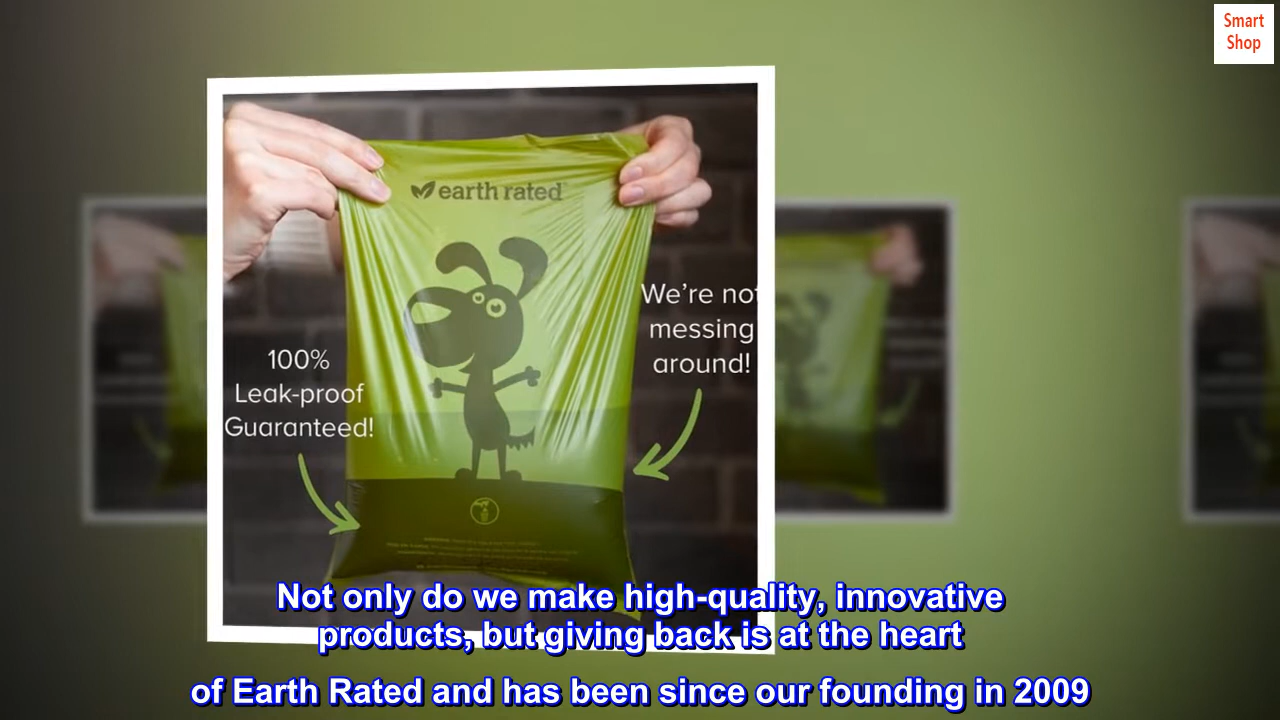 Smart
Shop
earth rated
We're not
messing
around!
100%
Leak-proof
Guaranteed!
Not only do we make high-quality, innovative
products, but giving back is at the heart
of Earth Rated and has been since our founding in 2009